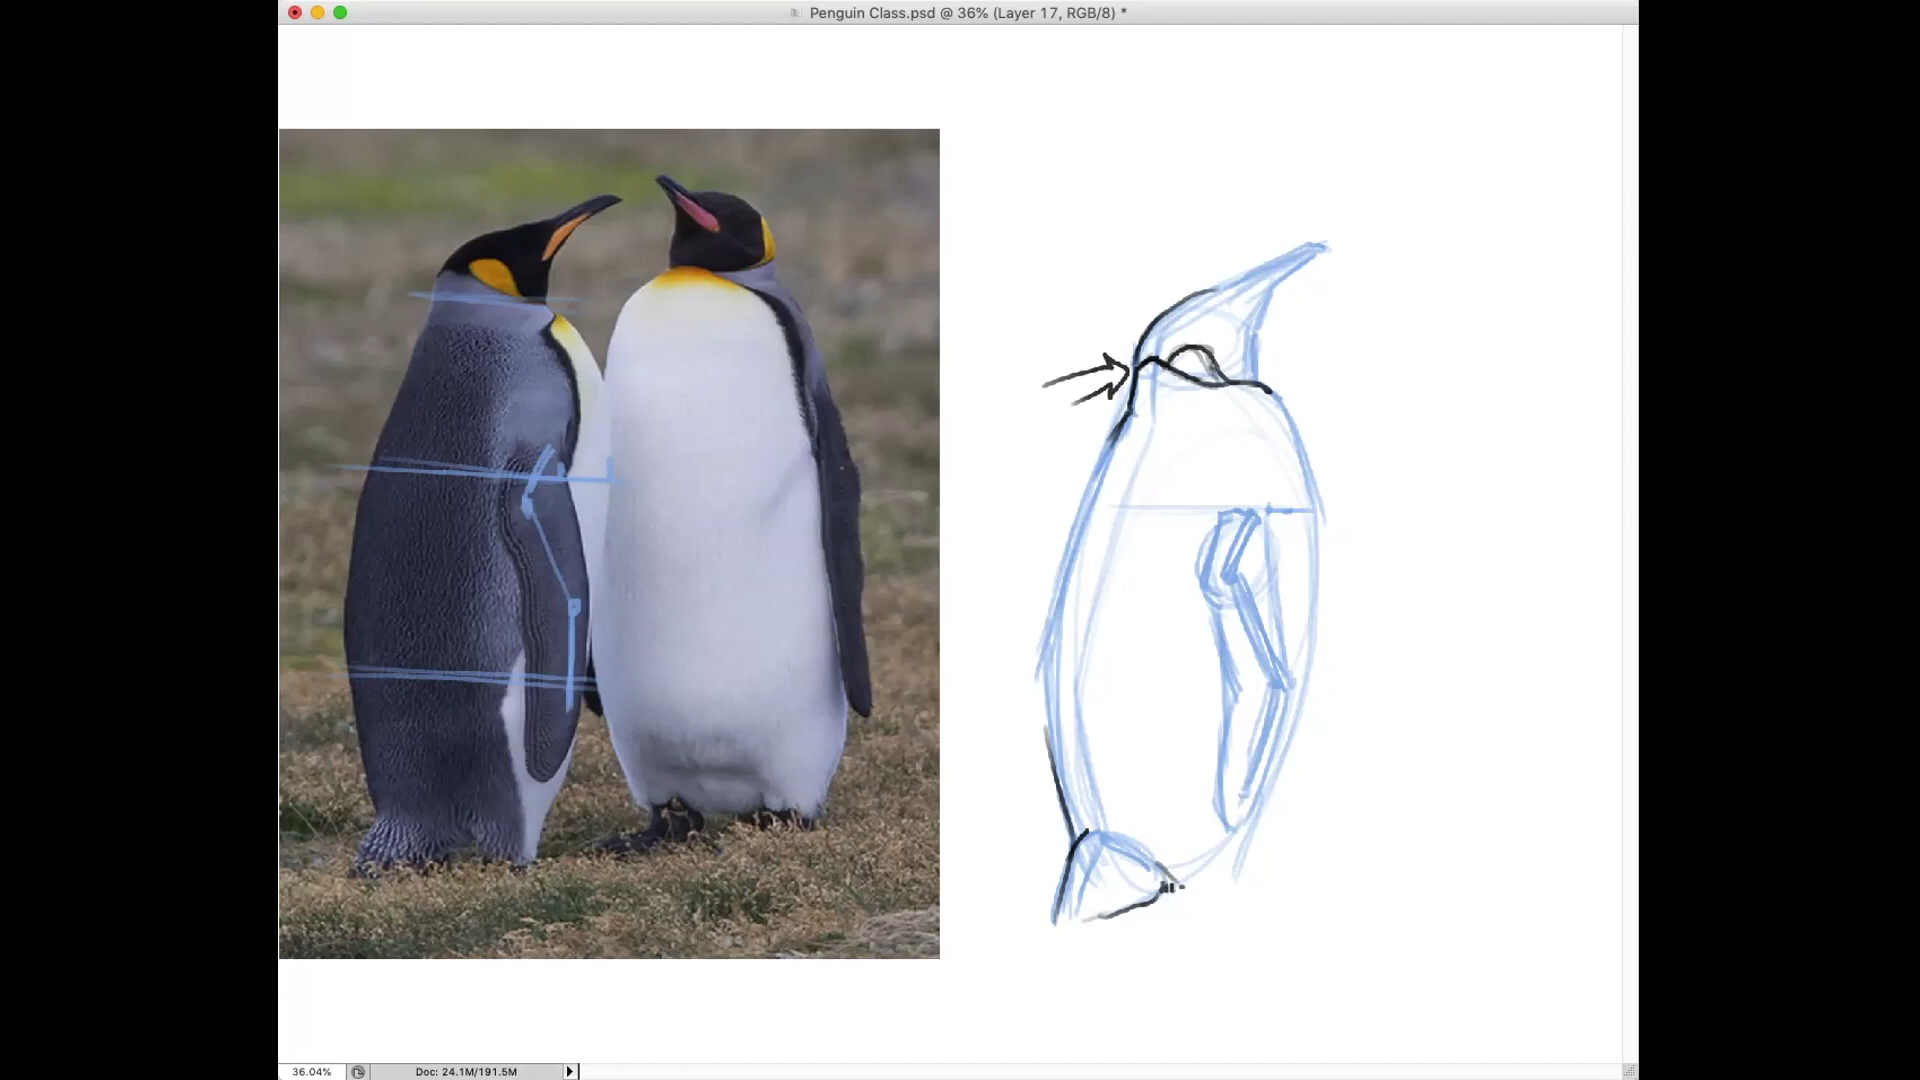 Penguin Class.psd @ 36% (Layer 17, RGB/8) *
36.04%
Doc: 24.1M/191.5M